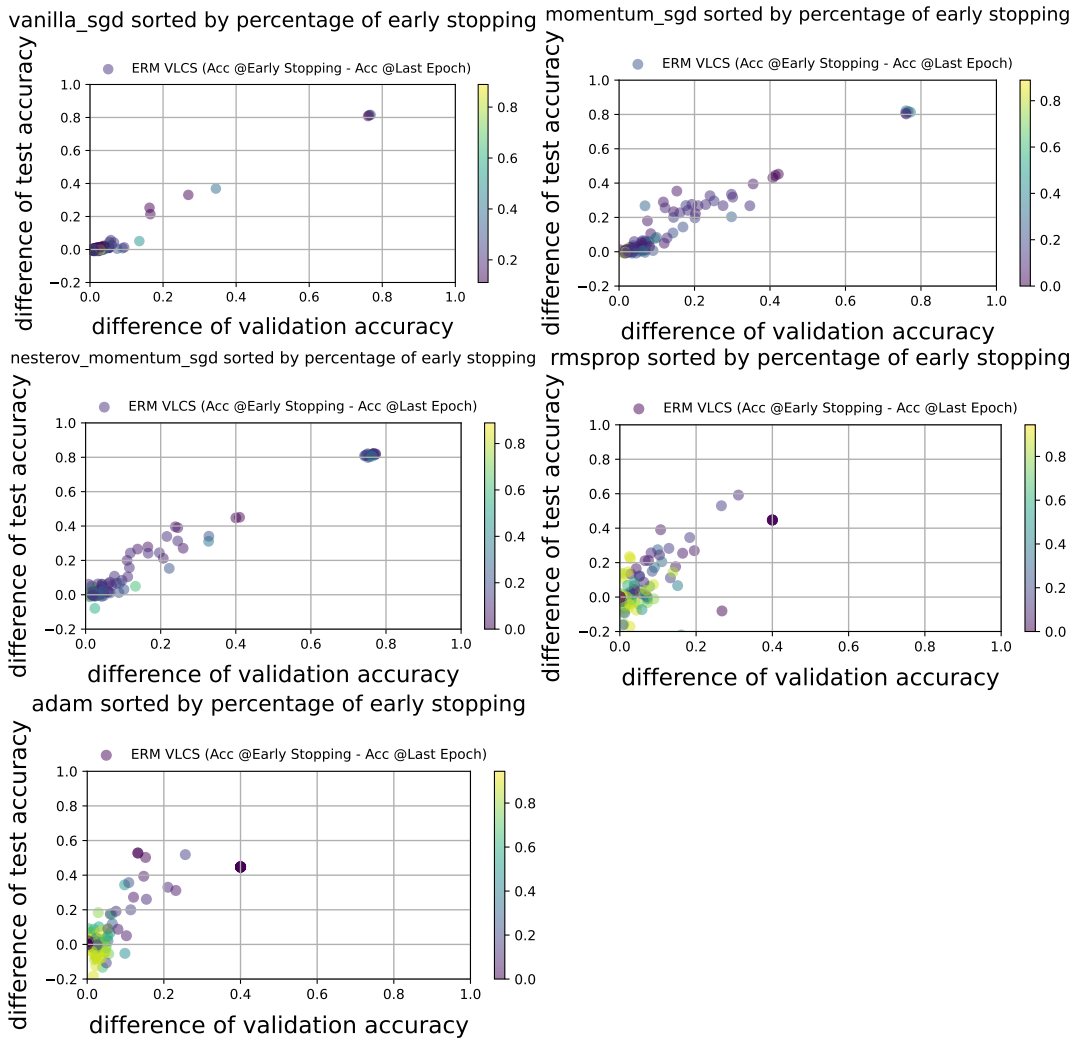 vanilla_sgd sorted by percentage of early stopping
ERM VLCS (Acc @Early Stopping - Acc @Last Epoch)
difference of test accuracy
1.0
0.8
0.6
0.4
0.2
0.0
−0.2
0.0 0.2 0.4 0.6 0.8 1.0
difference of validation accuracy
0.8
0.6
0.4
0.2
momentum_sgd sorted by percentage of early stopping
ERM VLCS (Acc @Early Stopping - Acc @Last Epoch)
difference of test accuracy
1.0
0.8
0.6
0.4
0.2
0.0
−0.2
0.0 0.2 0.4 0.6 0.8 1.0
difference of validation accuracy
0.8
0.6
0.4
0.2
0.0
nesterov_momentum_sgd sorted by percentage of early stopping
ERM VLCS (Acc @Early Stopping - Acc @Last Epoch)
difference of test accuracy
1.0
0.8
0.6
0.4
0.2
0.0
−0.2
0.0 0.2 0.4 0.6 0.8 1.0
difference of validation accuracy
0.8
0.6
0.4
0.2
0.0
rmsprop sorted by percentage of early stopping
ERM VLCS (Acc @Early Stopping - Acc @Last Epoch)
difference of test accuracy
1.0
0.8
0.6
0.4
0.2
0.0
−0.2
0.0 0.2 0.4 0.6 0.8 1.0
difference of validation accuracy
0.8
0.6
0.4
0.2
0.0
adam sorted by percentage of early stopping
ERM VLCS (Acc @Early Stopping - Acc @Last Epoch)
difference of test accuracy
1.0
0.8
0.6
0.4
0.2
0.0
−0.2
0.0 0.2 0.4 0.6 0.8 1.0
difference of validation accuracy
0.8
0.6
0.4
0.2
0.0